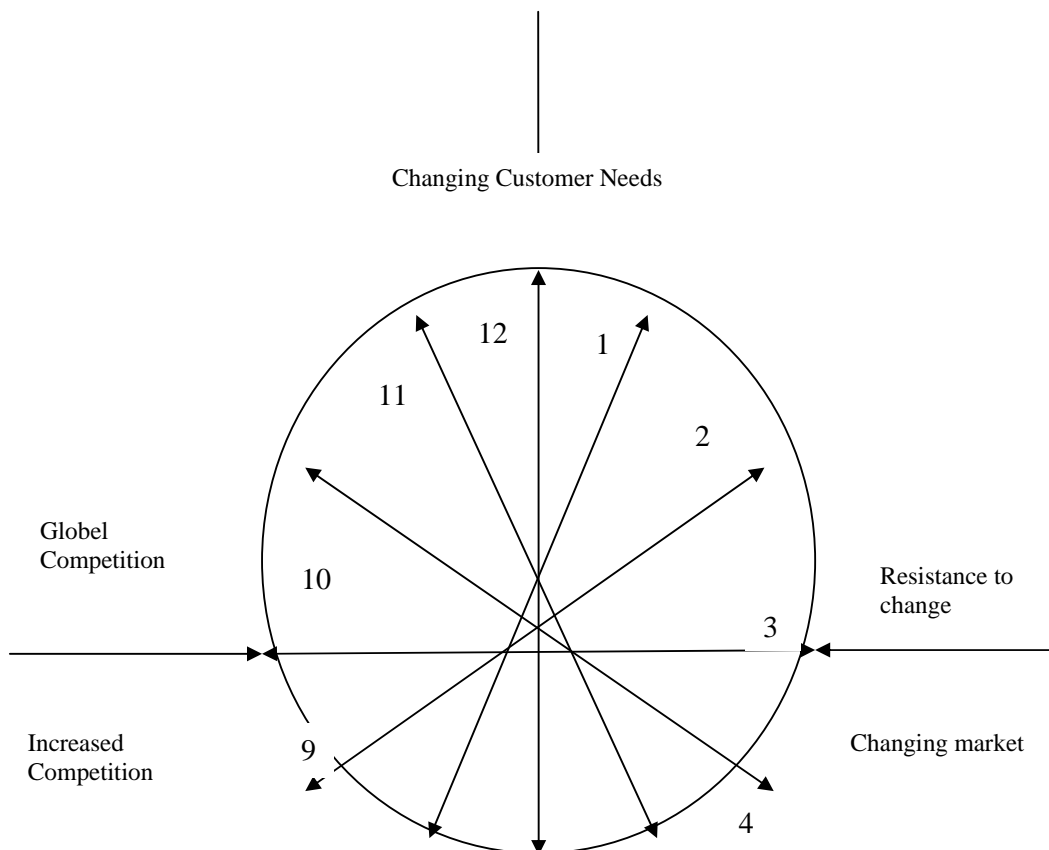 Changing Customer Needs
12
1
11
2
Globel
Competition
10
Resistance to
change
3
Increased
Competition
9
Changing market
4